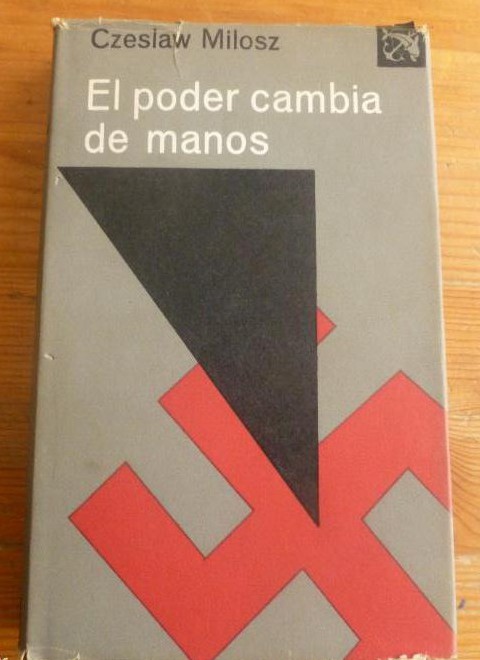 Czeslaw Milosz
El poder cambia
de manos